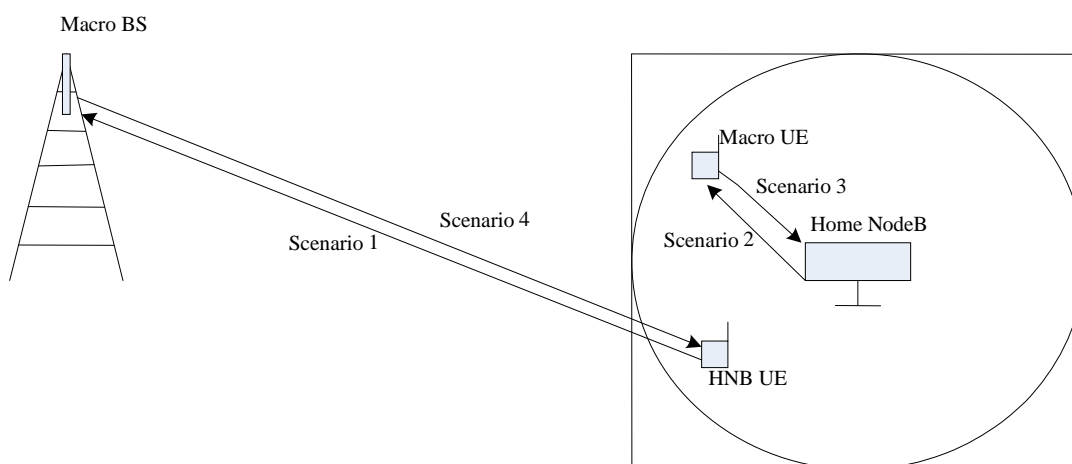 Macro BS
Macro UE
Scenario 3
Home NodeB
Scenario 4
Scenario 1
Scenario 2
HNB UE